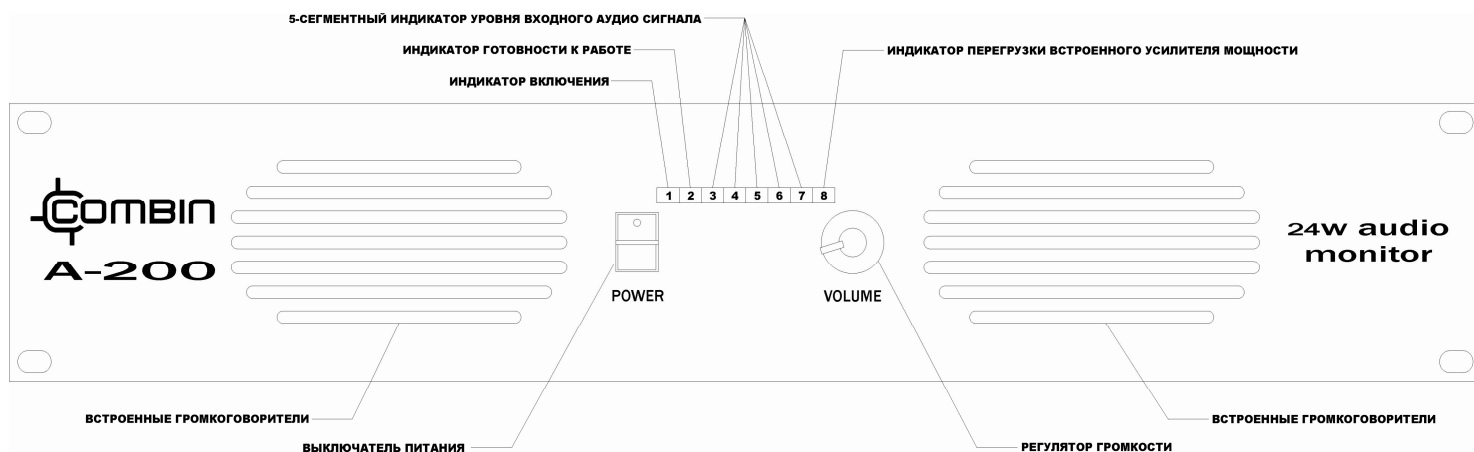 5-СЕГМЕНТНЫЙ ИНДИКАТОР УРОВНЯ ВХОДНОГО АУДИО СИГНАЛА
ИНДИКАТОР ГОТОВНОСТИ К РАБОТЕ
ИНДИКАТОР ПЕРЕГРУЗКИ ВСТРОЕННОГО УСИЛИТЕЛЯ МОЩНОСТИ
ИНДИКАТОР ВКЛЮЧЕНИЯ
1 2 3 4 5 6 7 8
COMBIN
A-200
24w audio
monitor
POWER
VOLUME
ВСТРОЕННЫЕ ГРОМКОГОВОРИТЕЛИ
ВСТРОЕННЫЕ ГРОМКОГОВОРИТЕЛИ
ВЫКЛЮЧАТЕЛЬ ПИТАНИЯ
РЕГУЛЯТОР ГРОМКОСТИ